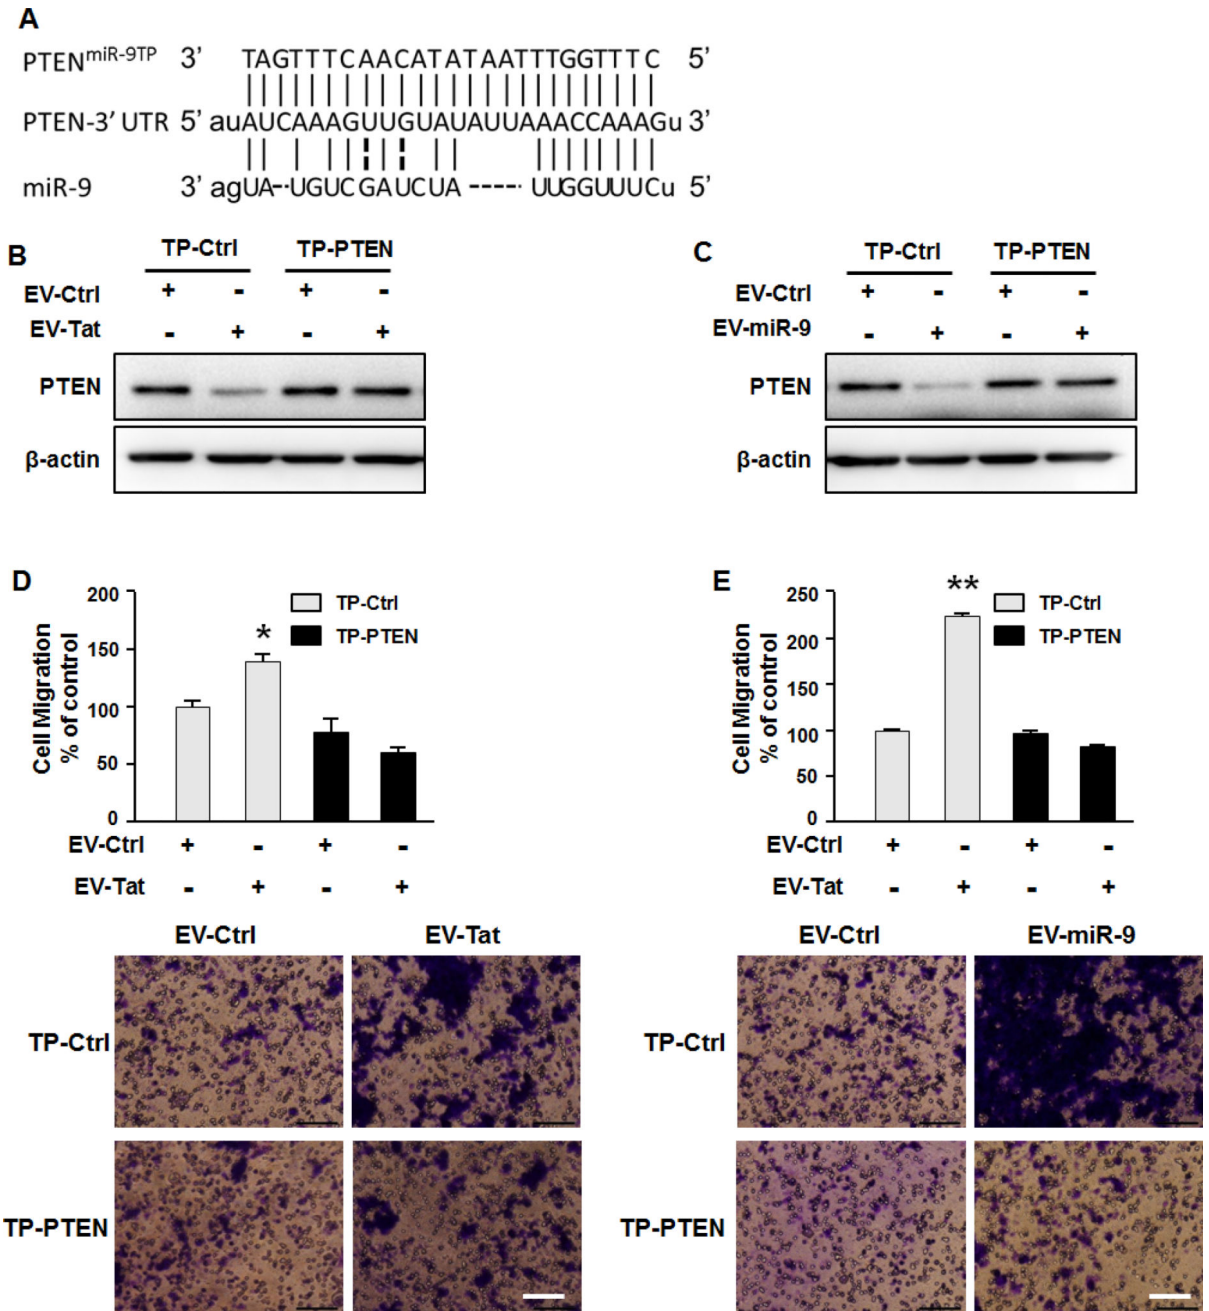 A
PTEN^miR-9TP 3’ TAGTTTCAACATATAATTTGGTTTC 5’
PTEN-3’ UTR 5’ auAUCAAAGUUGUAUAUUAAACCAAAGu 3’
miR-9 3’ agUA--UGUCGAUCUA ---- UUGGUUUCu 5’
B
TP-Ctrl TP-PTEN
EV-Ctrl + - + -
EV-Tat - + - +
PTEN
β-actin
C
TP-Ctrl TP-PTEN
EV-Ctrl + - + -
EV-miR-9 - + - +
PTEN
β-actin
D
Cell Migration
% of control
200
150
100
50
0
*
TP-Ctrl
TP-PTEN
EV-Ctrl + - + -
EV-Tat - + - +
EV-Ctrl EV-Tat
TP-Ctrl
TP-PTEN
E
Cell Migration
% of control
250
200
150
100
50
0
**
TP-Ctrl
TP-PTEN
EV-Ctrl + - + -
EV-Tat - + - +
EV-Ctrl EV-miR-9
TP-Ctrl
TP-PTEN